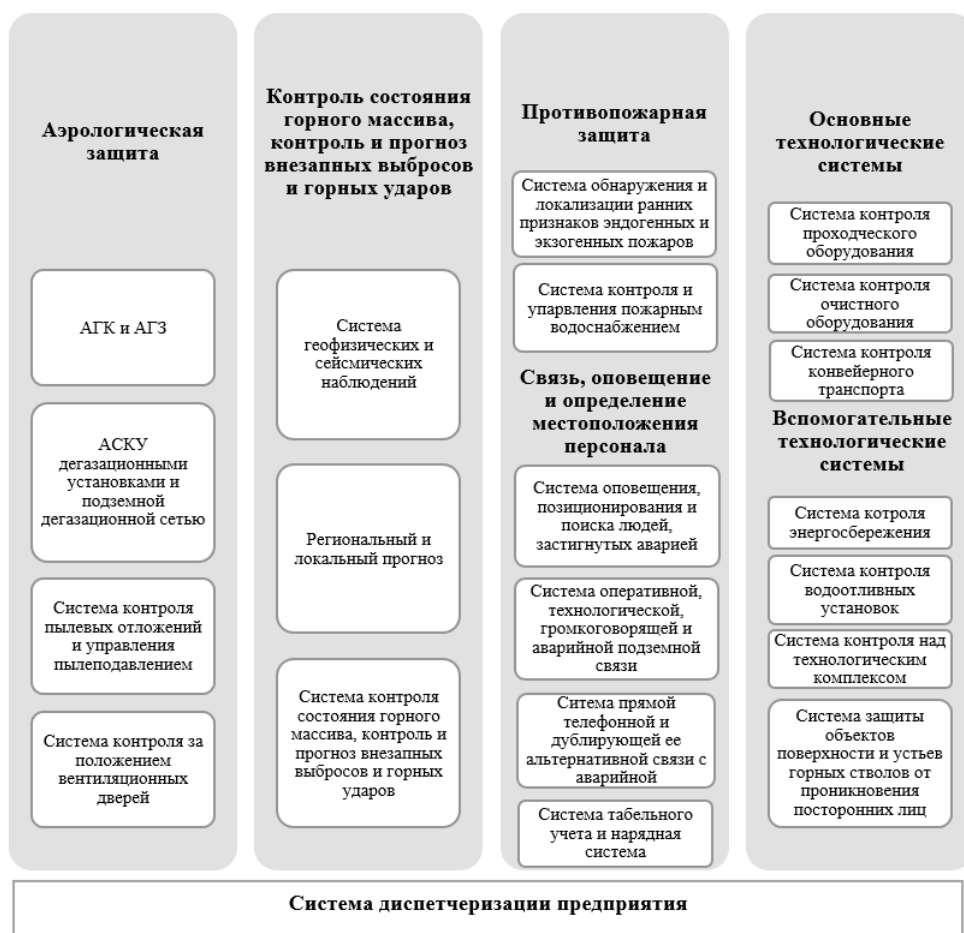 Аэрологическая
защита
АГК и АГЗ
АСКУ
дегазационными
установками и
подземной
дегазационной сетью
Система контроля
пылевых отложений
и управления
пылеподавлением
Система контроля за
положением
вентиляционных
дверей
Контроль состояния
горного массива,
контроль и прогноз
внезапных выбросов
и горных ударов
Система
геофизических и
сейсмических
наблюдений
Региональный и
локальный прогноз
Система контроля
состояния горного
массива, контроль и
прогноз внезапных
выбросов и горных
ударов
Противопожарная
защита
Система обнаружения и
локализации ранних
признаков эндогенных и
экзогенных пожаров
Система контроля и
упарвления пожарным
водоснабжением
Связь, оповещение
и определение
местоположения
персонала
Система оповещения,
позиционирования и
поиска людей,
застигнутых аварией
Система оперативной,
технологической,
громкоговорящей и
аварийной подземной
связи
Ситема прямой
телефонной и
дублирующей ее
альтернативной связи с
аварийной
Система табельного
учета и нарядная
система
Основные
технологические
системы
Система контроля
проходческого
оборудования
Система контроля
очистного
оборудования
Система контроля
конвейерного
транспорта
Вспомогательные
технологические
системы
Система котроля
энергосбережения
Система контроля
водоотливных
установок
Система контроля над
технологическим
комплексом
Система защиты
объектов
поверхности и устьев
горных стволов от
проникновения
посторонних лиц
Система диспетчеризации предприятия